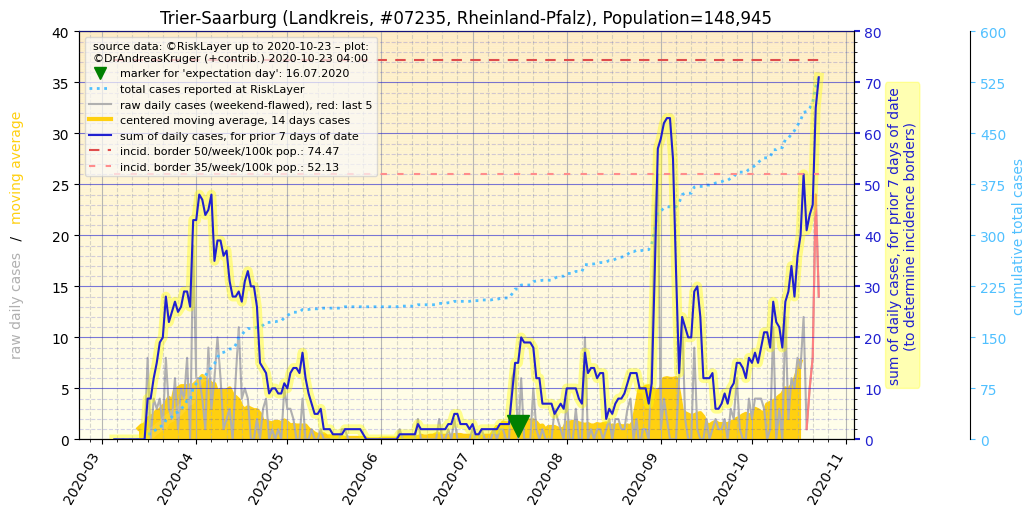 Trier-Saarburg (Landkreis, #07235, Rheinland-Pfalz), Population=148,945
source data: ©RiskLayer up to 2020-10-23 – plot:
©DrAndreasKruger (+contrib.) 2020-10-23 04:00
marker for 'expectation day': 16.07.2020
total cases reported at RiskLayer
raw daily cases (weekend-flawed), red: last 5
centered moving average, 14 days cases
sum of daily cases, for prior 7 days of date
incid. border 50/week/100k pop.: 74.47
incid. border 35/week/100k pop.: 52.13
raw daily cases / moving average
40
35
30
25
20
15
10
5
0
80
70
60
50
40
30
20
10
0
sum of daily cases, for prior 7 days of date
(to determine incidence borders)
600
525
450
375
300
225
150
75
0
cumulative total cases
2020-03
2020-04
2020-05
2020-06
2020-07
2020-08
2020-09
2020-10
2020-11